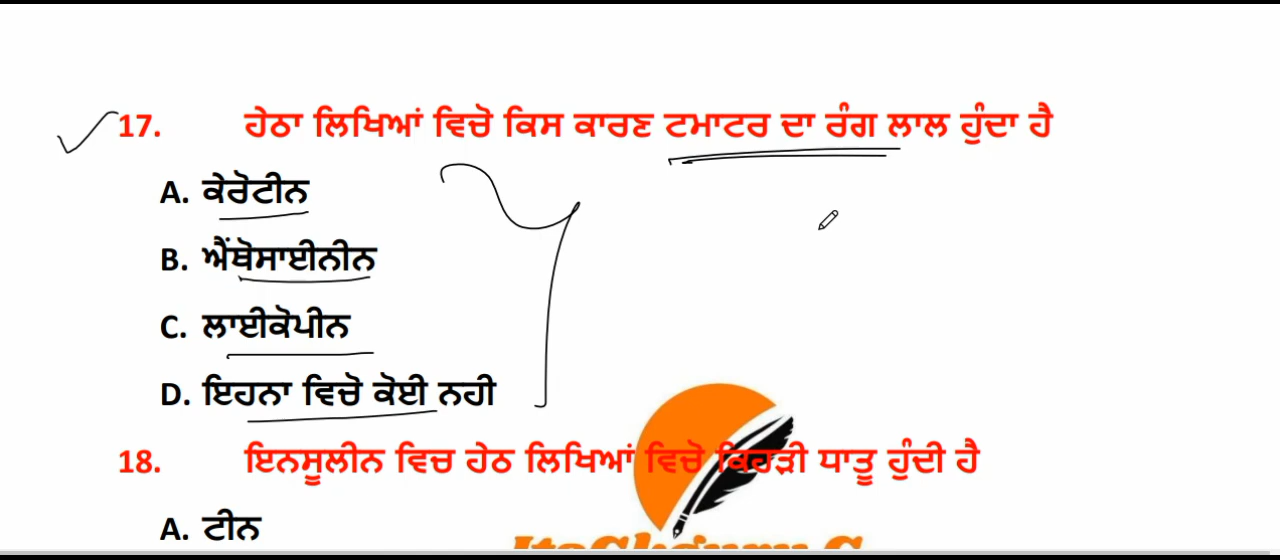 17. ਹੇਠਾ ਲਿਖਿਆਂ ਵਿਚੋ ਕਿਸ ਕਾਰਣ ਟਮਾਟਰ ਦਾ ਰੰਗ ਲਾਲ ਹੁੰਦਾ ਹੈ
A. ਕੇਰੋਟੀਨ
B. ਐਂਥੋਸਾਈਨੀਨ
C. ਲਾਈਕੋਪੀਨ
D. ਇਹਨਾ ਵਿਚੋ ਕੋਈ ਨਹੀ
18. ਇਨਸੂਲੀਨ ਵਿਚ ਹੇਠ ਲਿਖਿਆਂ ਵਿਚੋ ਕਿਹੜੀ ਧਾਤੂ ਹੁੰਦੀ ਹੈ
A. ਟੀਨ